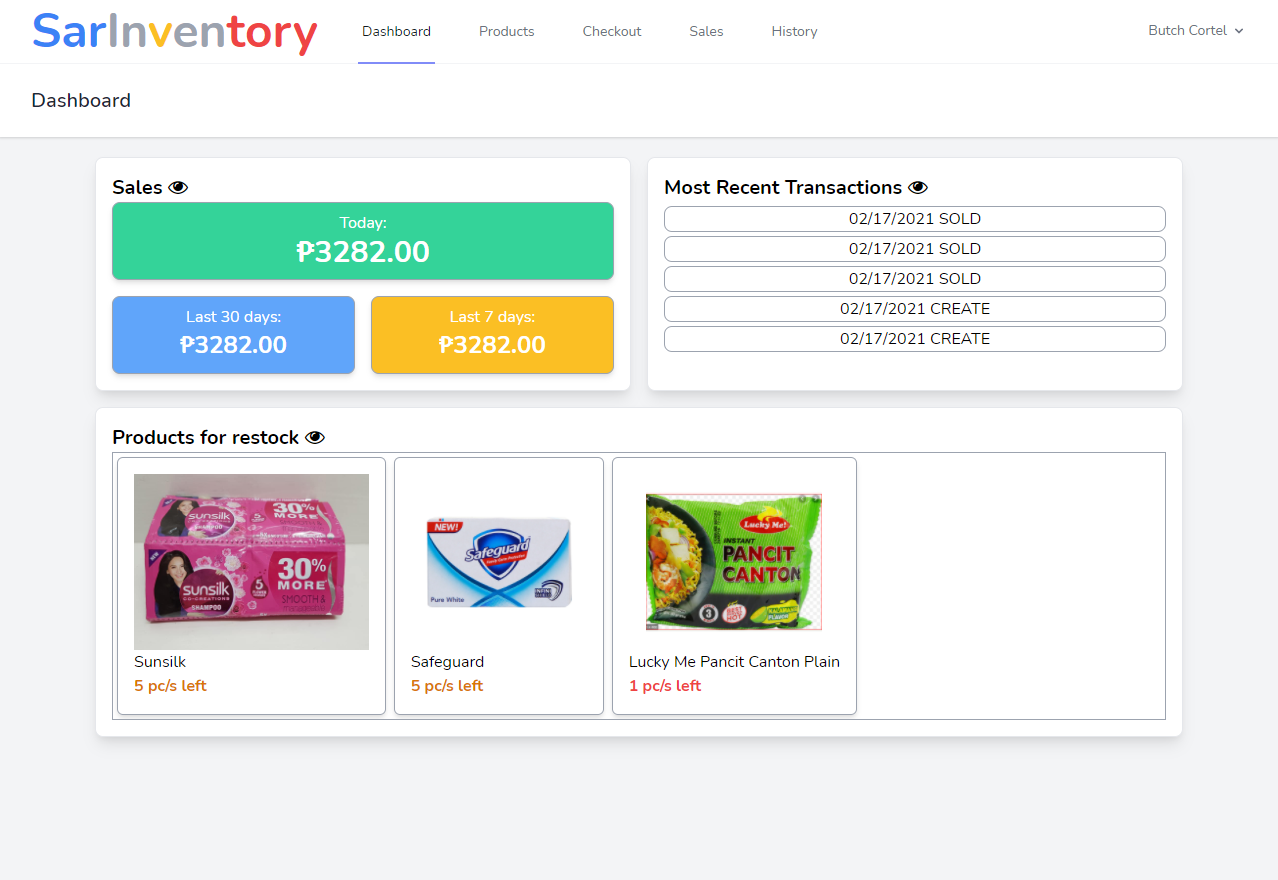 SarInventory
Dashboard
Products
Checkout
Sales
History
Butch Cortel
Dashboard
Sales
Today:
₱3282.00
Last 30 days:
₱3282.00
Last 7 days:
₱3282.00
Most Recent Transactions
02/17/2021 SOLD
02/17/2021 SOLD
02/17/2021 SOLD
02/17/2021 CREATE
02/17/2021 CREATE
Products for restock
sunsilk
30%
MORE
NEW
sunsilk
CO-CREATIONS
SHAMPOO
5
30%
MORE
SMOOTH &
Sunsilk
5 pc/s left
NEW!
Safeguard
Pure White
Safeguard
5 pc/s left
Lucky Me!
INSTANT
PANCIT
CANTON
3
BEST
HOT
Lucky Me Pancit Canton Plain
1 pc/s left